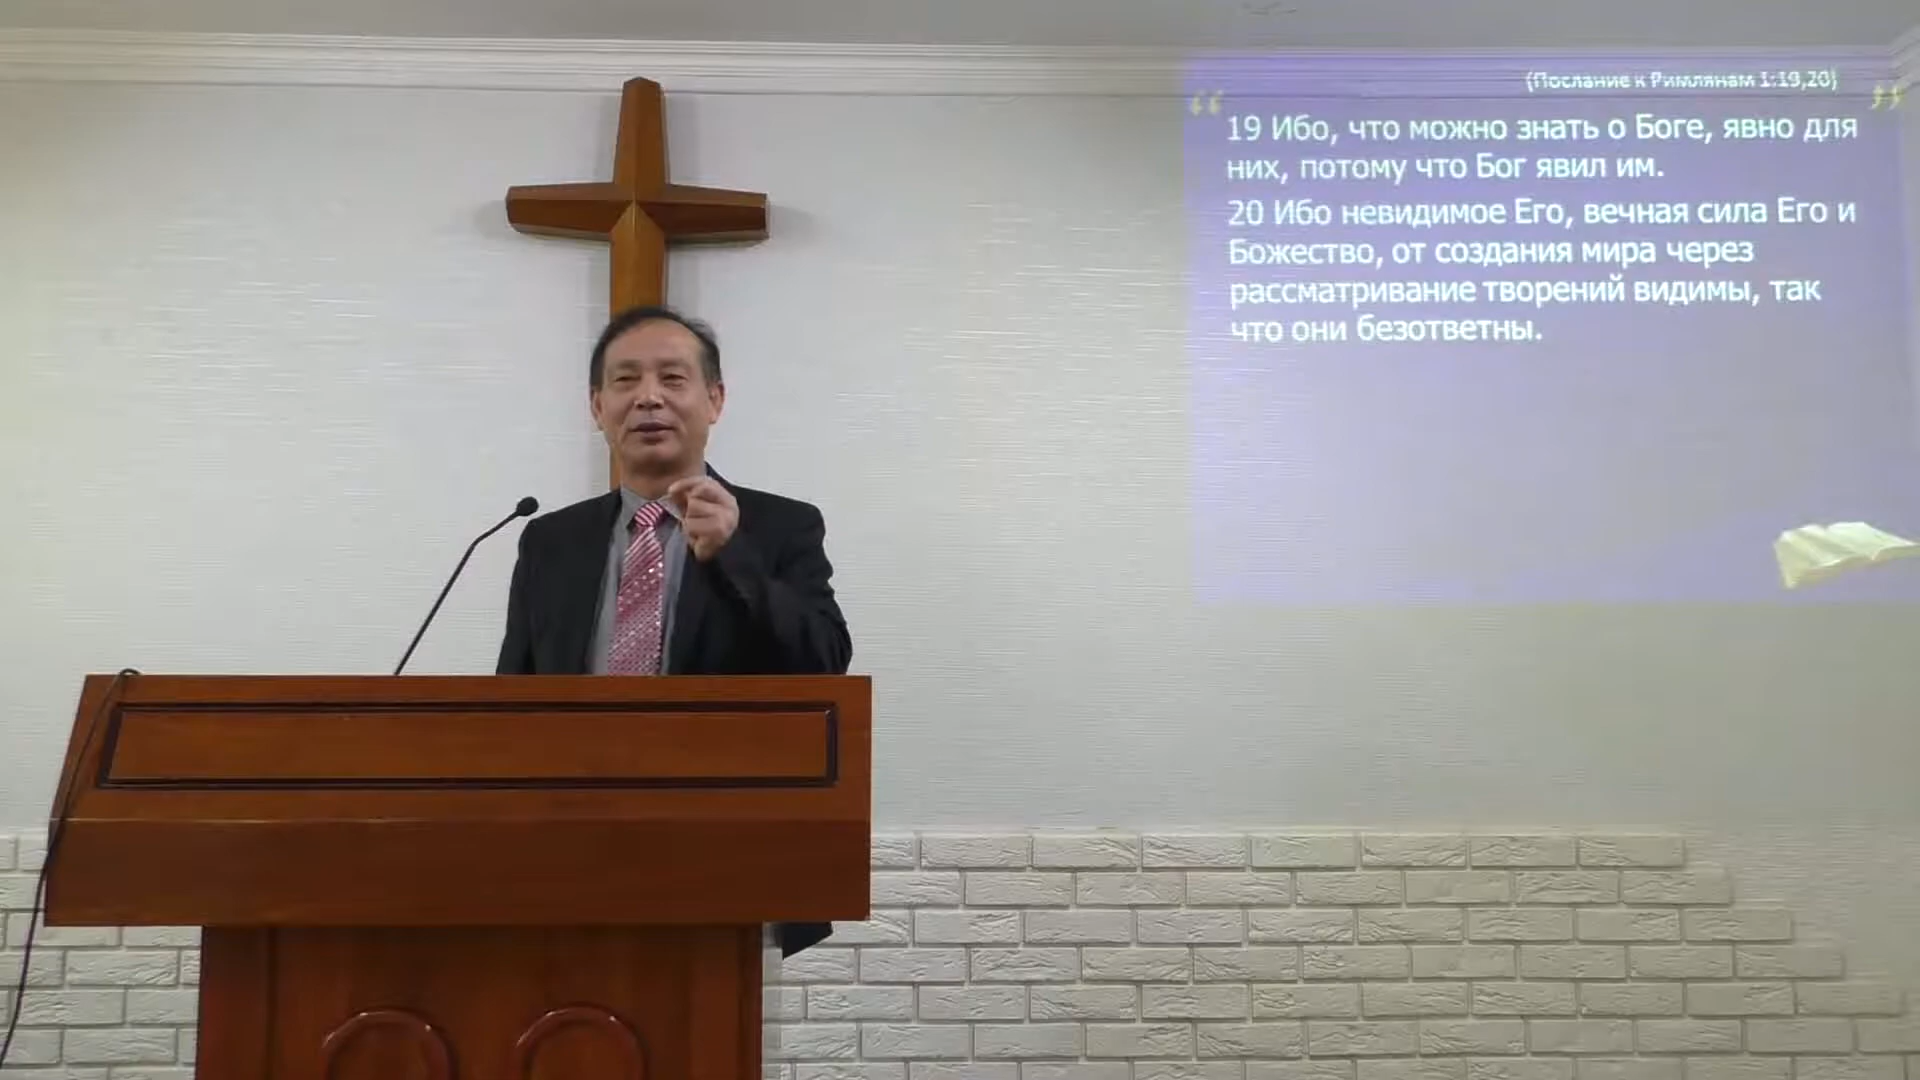 (Послание к Римлянам 1:19,20)
19 Ибо, что можно знать о Боге, явно для
них, потому что Бог явил им.
20 Ибо невидимое Его, вечная сила Его и
Божество, от создания мира через
рассматривание творений видимы, так
что они безответны.